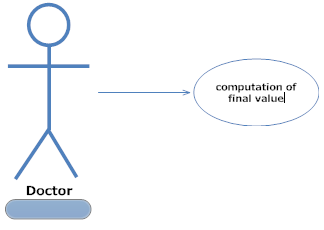 computation of
final value
Doctor